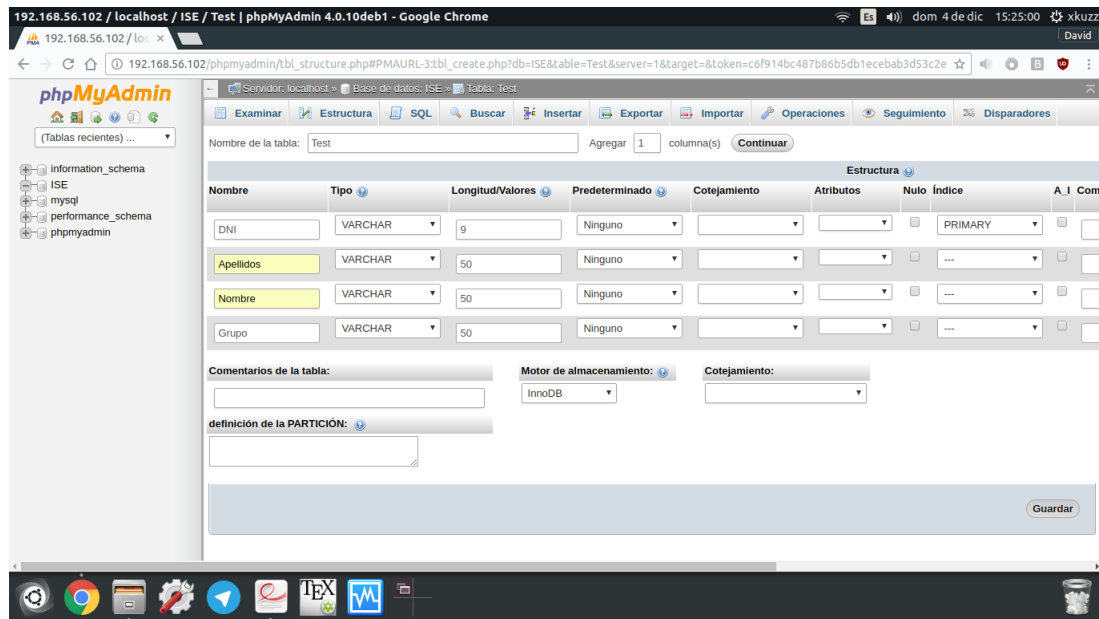 192.168.56.102 / localhost / ISE / Test | phpMyAdmin 4.0.10deb1 - Google Chrome
Es dom 4 de dic 15:25:00 xkuzz
192.168.56.102 / loc ×
David
192.168.56.102/phpmyadmin/tbl_structure.php#PMAURL-3:tbl_create.php?db=ISE&table=Test&server=1&target=&token=c6f914bc487b86b5db1ecebab3d53c2e
phpMyAdmin
(Tablas recientes) ...
information_schema
ISE
mysql
performance_schema
phpmyadmin
Servidor: localhost » Base de datos: ISE » Tabla: Test
Examinar Estructura SQL Buscar Insertar Exportar Importar Operaciones Seguimiento Disparadores
Nombre de la tabla: Test Agregar 1 columna(s) Continuar
Estructura
Nombre Tipo Longitud/Valores Predeterminado Cotejamiento Atributos Nulo Índice A_I Com
DNI VARCHAR 9 Ninguno PRIMARY
Apellidos VARCHAR 50 Ninguno ---
Nombre VARCHAR 50 Ninguno ---
Grupo VARCHAR 50 Ninguno ---
Comentarios de la tabla: Motor de almacenamiento: Cotejamiento:
InnoDB
definición de la PARTICIÓN:
Guardar
TEX